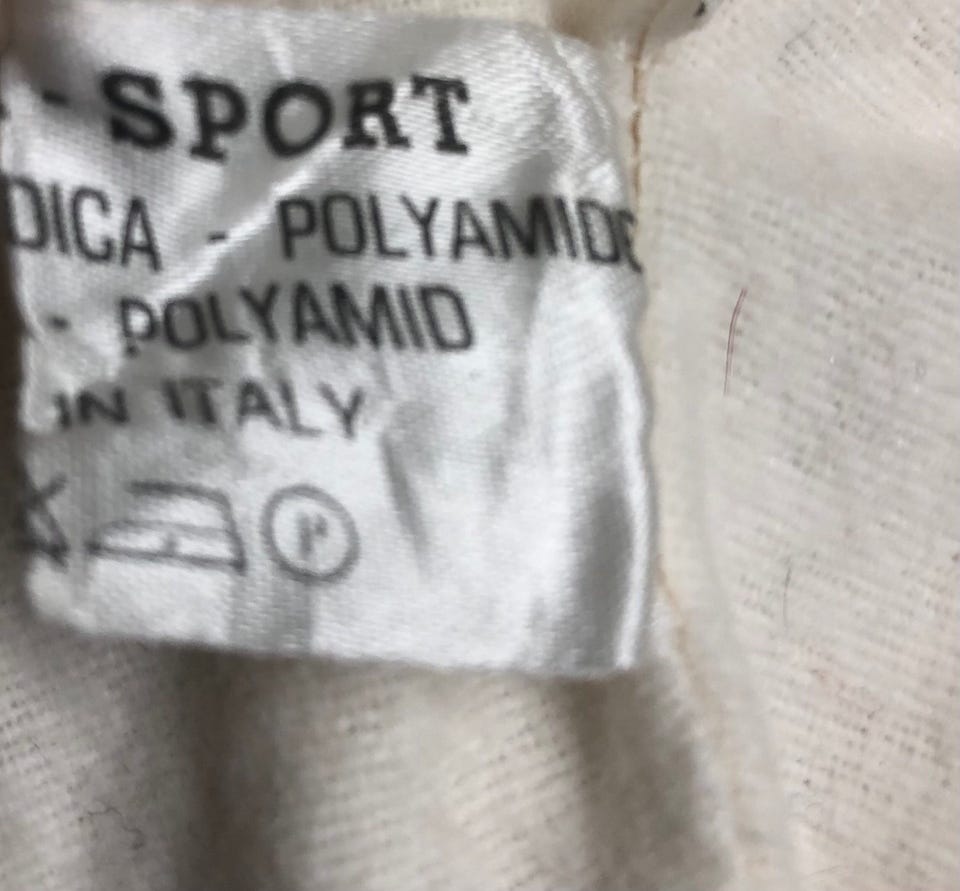 - SPORT
DICA - POLYAMIDE
- POLYAMID
IN ITALY
P